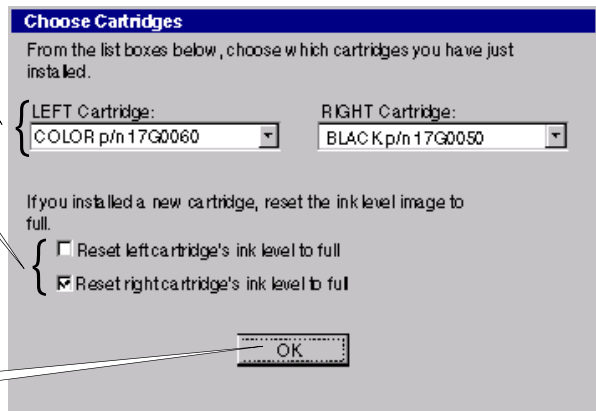 Choose Cartridges
From the list boxes below, choose which cartridges you have just
installed.
LEFT Cartridge:
RIGHT Cartridge:
COLOR p/n 17G0060
BLACK p/n 17G0050
If you installed a new cartridge, reset the ink level image to
full.
Reset left cartridge's ink level to full
Reset right cartridge's ink level to full
OK